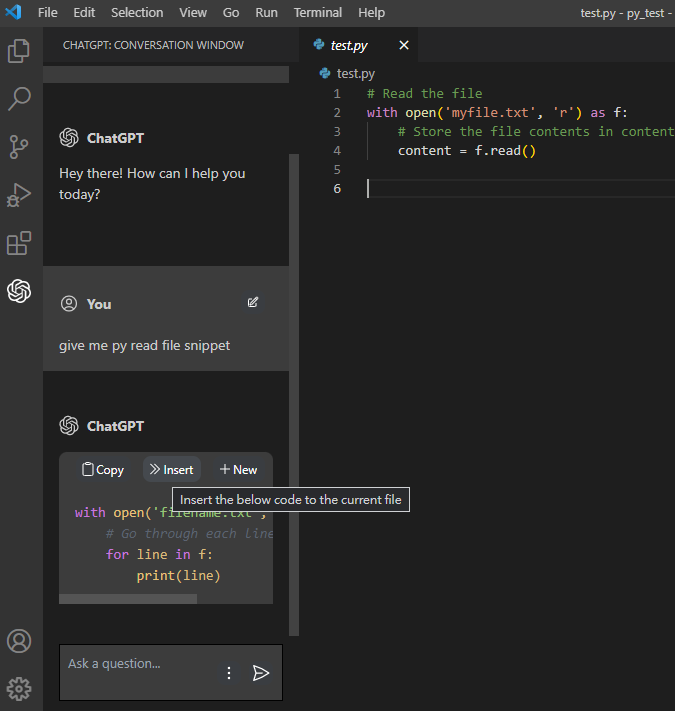 File Edit Selection View Go Run Terminal Help test.py - py_test -
CHATGPT: CONVERSATION WINDOW
ChatGPT
Hey there! How can I help you
today?
You
give me py read file snippet
ChatGPT
Copy Insert New
Insert the below code to the current file
with open('filename.txt',
# Go through each line
for line in f:
print(line)
Ask a question...
test.py
test.py
1 # Read the file
2 with open('myfile.txt', 'r') as f:
3 # Store the file contents in content
4 content = f.read()
5
6